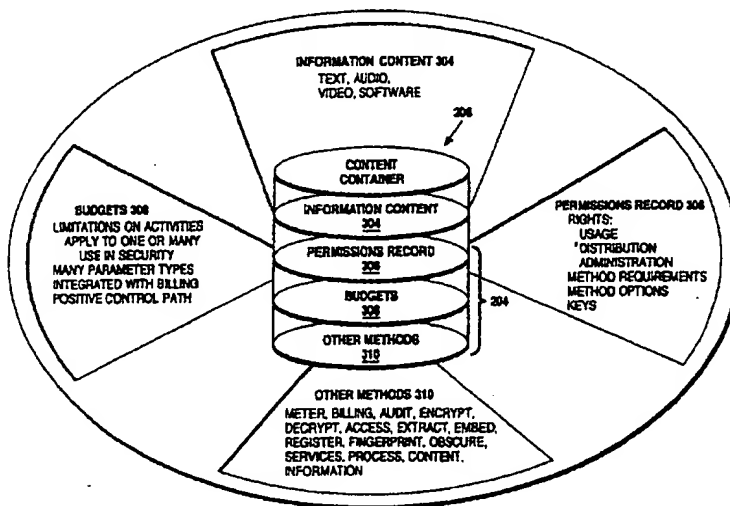 INFORMATION CONTENT 304
TEXT, AUDIO,
VIDEO, SOFTWARE
206
CONTENT
CONTAINER
INFORMATION CONTENT
304
PERMISSIONS RECORD
306
BUDGETS
308
OTHER METHODS
310
204
BUDGETS 308
LIMITATIONS ON ACTIVITIES
APPLY TO ONE OR MANY
USE IN SECURITY
MANY PARAMETER TYPES
INTEGRATED WITH BILLING
POSITIVE CONTROL PATH
PERMISSIONS RECORD 306
RIGHTS:
USAGE
DISTRIBUTION
ADMINISTRATION
METHOD REQUIREMENTS
METHOD OPTIONS
KEYS
OTHER METHODS 310
METER, BILLING, AUDIT, ENCRYPT,
DECRYPT, ACCESS, EXTRACT, EMBED,
REGISTER, FINGERPRINT, OBSCURE,
SERVICES, PROCESS, CONTENT,
INFORMATION